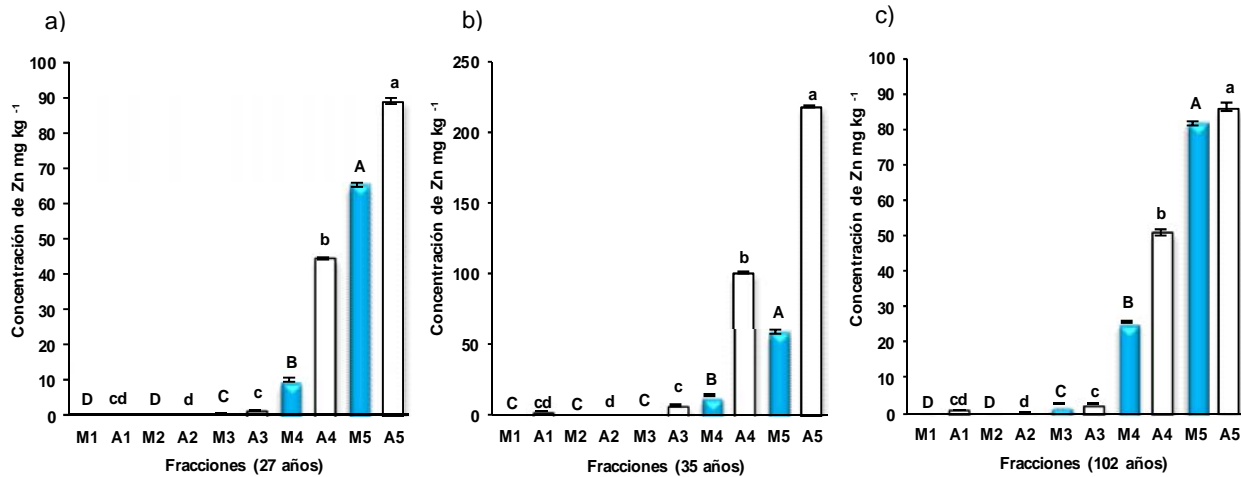 a)
Concentración de Zn mg kg -1
100
90
80
70
60
50
40
30
20
10
0
D cd D d C c B b A a
M1 A1 M2 A2 M3 A3 M4 A4 M5 A5
Fracciones (27 años)
b)
Concentración de Zn mg kg -1
250
200
150
100
50
0
C cd C d C c B b A a
M1 A1 M2 A2 M3 A3 M4 A4 M5 A5
Fracciones (35 años)
c)
Concentración de Zn mg kg -1
100
90
80
70
60
50
40
30
20
10
0
D cd D d C c B b A a
M1 A1 M2 A2 M3 A3 M4 A4 M5 A5
Fracciones (102 años)